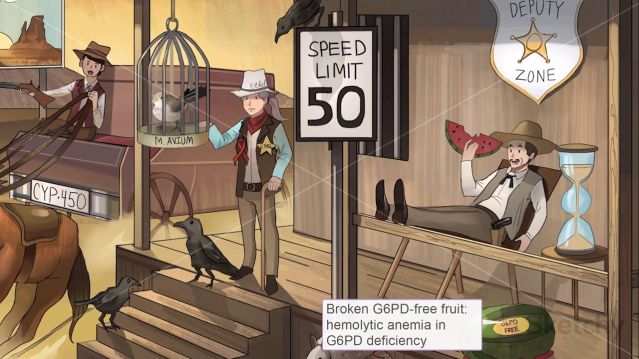 DEPUTY
ZONE
SPEED
LIMIT
50
M. AVIUM
CYP-450
Broken G6PD-free fruit:
hemolytic anemia in
G6PD deficiency
G6PD
FREE
Sketchy